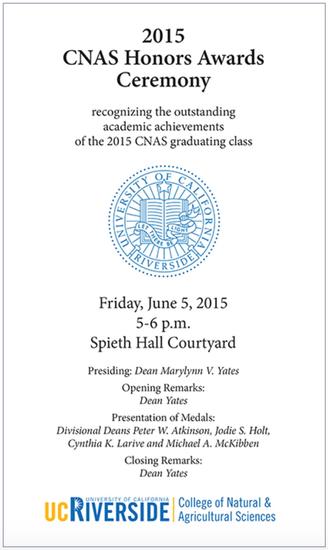 2015
CNAS Honors Awards
Ceremony
recognizing the outstanding
academic achievements
of the 2015 CNAS graduating class
UNIVERSITY OF CALIFORNIA
LET THERE BE LIGHT
RIVERSIDE
Friday, June 5, 2015
5-6 p.m.
Spieth Hall Courtyard
Presiding: Dean Marylynn V. Yates
Opening Remarks:
Dean Yates
Presentation of Medals:
Divisional Deans Peter W. Atkinson, Jodie S. Holt,
Cynthia K. Larive and Michael A. McKibben
Closing Remarks:
Dean Yates
UNIVERSITY OF CALIFORNIA
UCRIVERSIDE
College of Natural &
Agricultural Sciences